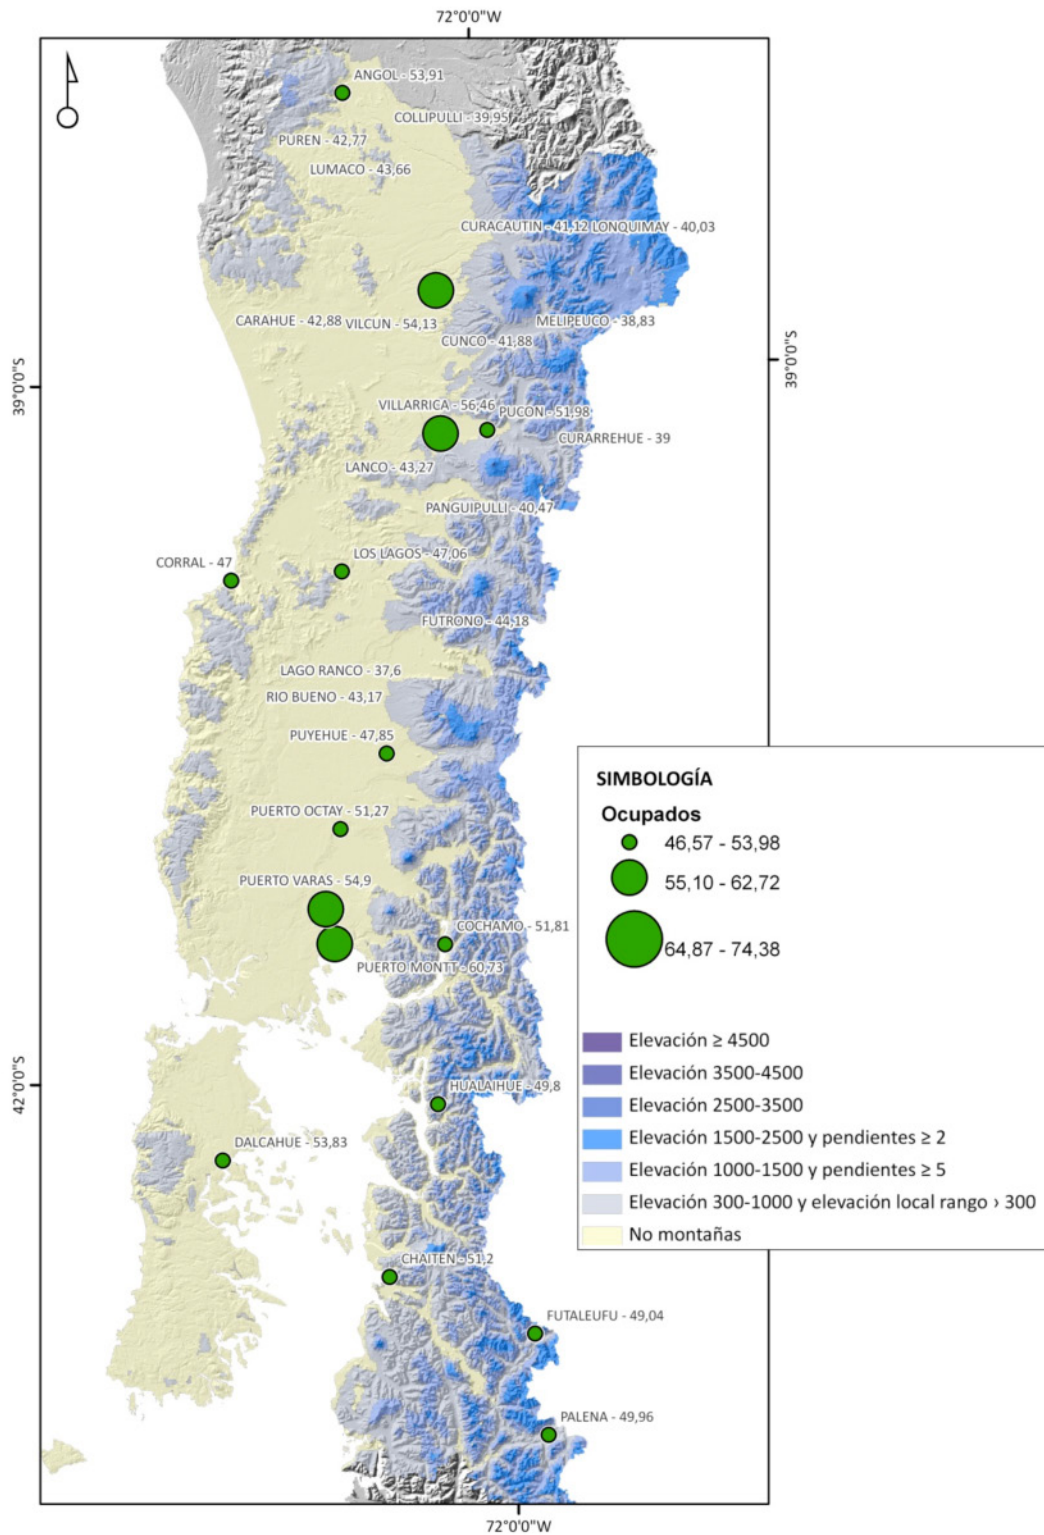 72°0'0"W
ANGOL - 53,91
COLLIPULLI - 39,95
PUREN - 42,77
LUMACO - 43,66
CURACAUTIN - 41,12 LONQUIMAY - 40,03
CARAHUE - 42,88 VILCUN - 54,13
MELIPEUCO - 38,83
CUNCO - 41,88
39°0'0"S
39°0'0"S
VILLARRICA - 56,46
PUCON - 51,98
CURARREHUE - 39
LANCO - 43,27
PANGUIPULLI - 40,47
LOS LAGOS - 47,06
CORRAL - 47
FUTRONO - 44,18
LAGO RANCO - 37,6
RIO BUENO - 43,17
PUYEHUE - 47,85
PUERTO OCTAY - 51,27
PUERTO VARAS - 54,9
COCHAMO - 51,81
PUERTO MONTT - 60,73
42°0'0"S
HUALAIHUE - 49,8
DALCAHUE - 53,83
CHAITEN - 51,2
FUTALEUFU - 49,04
PALENA - 49,96
72°0'0"W
SIMBOLOGÍA
Ocupados
46,57 - 53,98
55,10 - 62,72
64,87 - 74,38
Elevación ≥ 4500
Elevación 3500-4500
Elevación 2500-3500
Elevación 1500-2500 y pendientes ≥ 2
Elevación 1000-1500 y pendientes ≥ 5
Elevación 300-1000 y elevación local rango › 300
No montañas